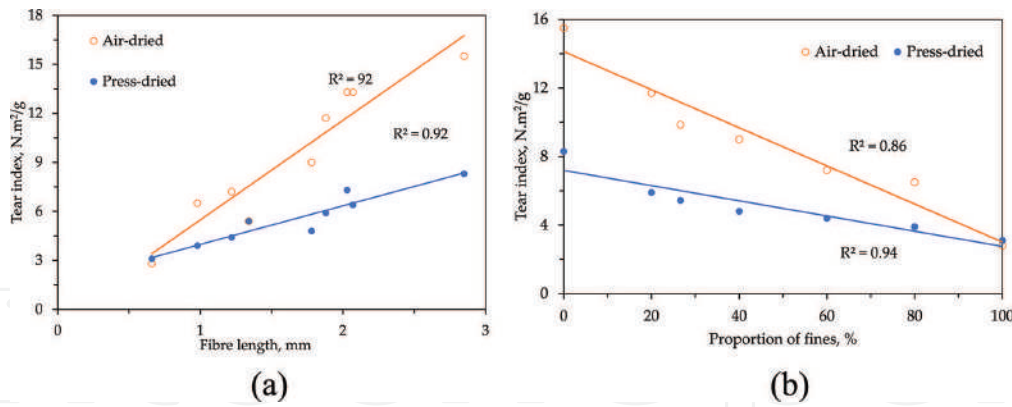 18
15
12
9
6
3
0
Tear index, N.m²/g
Air-dried
Press-dried
R² = 92
R² = 0.92
0 1 2 3
Fibre length, mm
(a)
16
12
8
4
0
Tear index, N.m²/g
Air-dried Press-dried
R² = 0.86
R² = 0.94
0 20 40 60 80 100
Proportion of fines, %
(b)